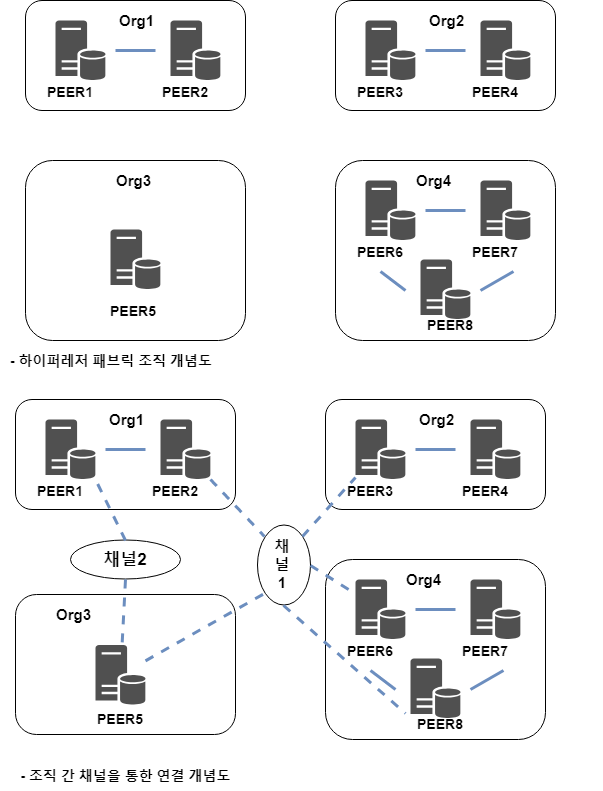 Org1
PEER1
PEER2
Org2
PEER3
PEER4
Org3
PEER5
Org4
PEER6
PEER7
PEER8
- 하이퍼레저 패브릭 조직 개념도
Org1
PEER1
PEER2
Org2
PEER3
PEER4
채널2
채
널
1
Org3
PEER5
Org4
PEER6
PEER7
PEER8
- 조직 간 채널을 통한 연결 개념도